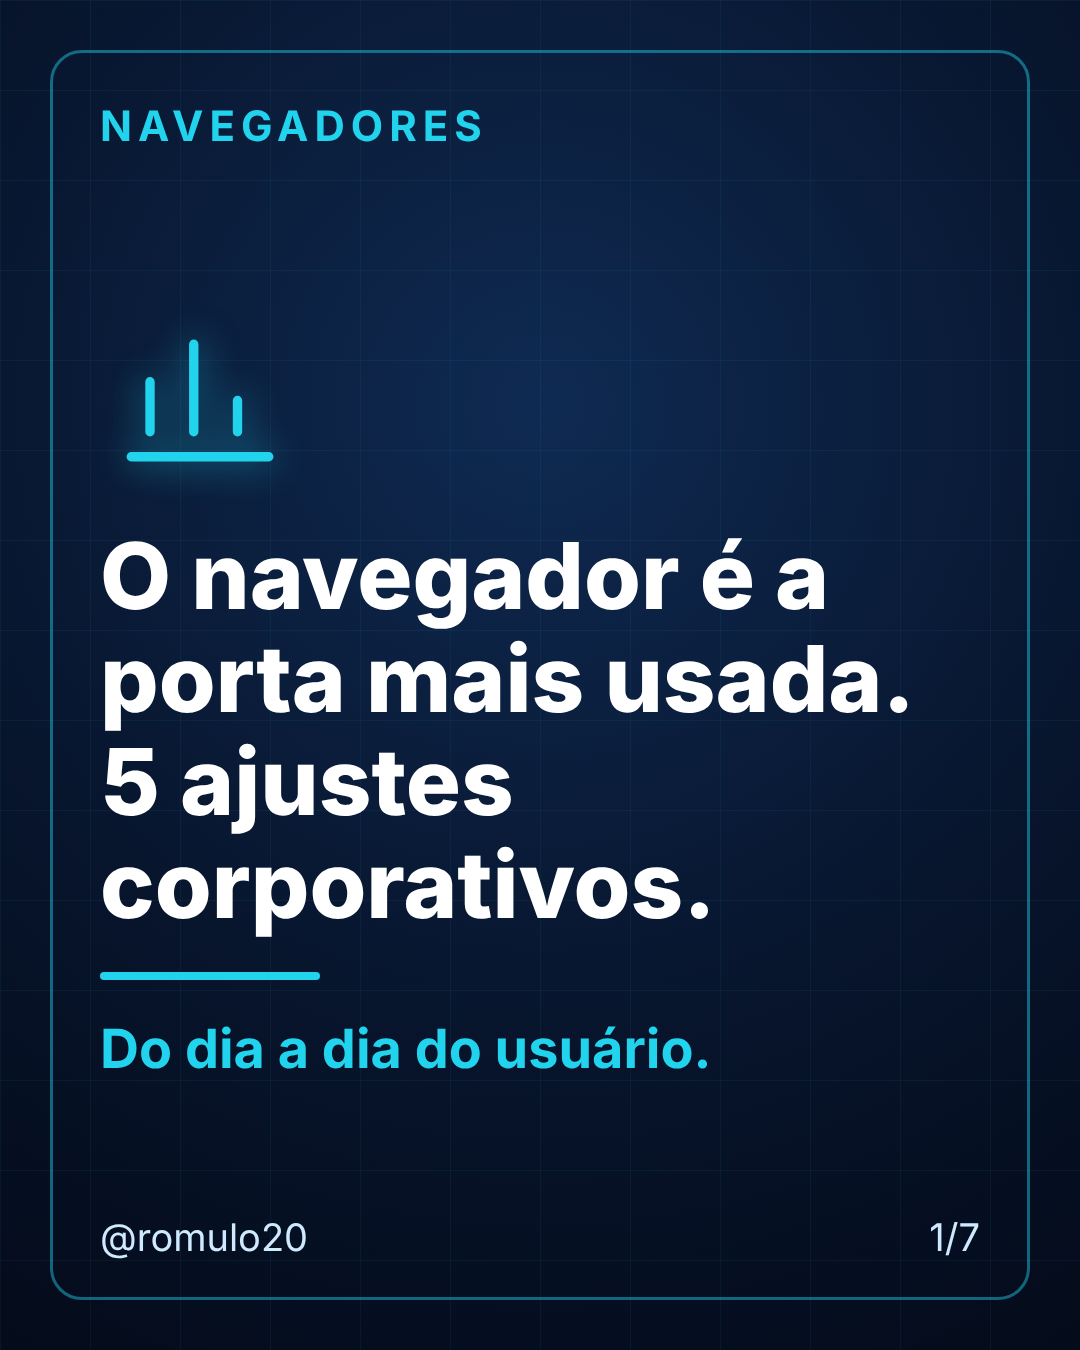 NAVEGADORES
O navegador é a
porta mais usada.
5 ajustes
corporativos.
Do dia a dia do usuário.
@romulo20
1/7